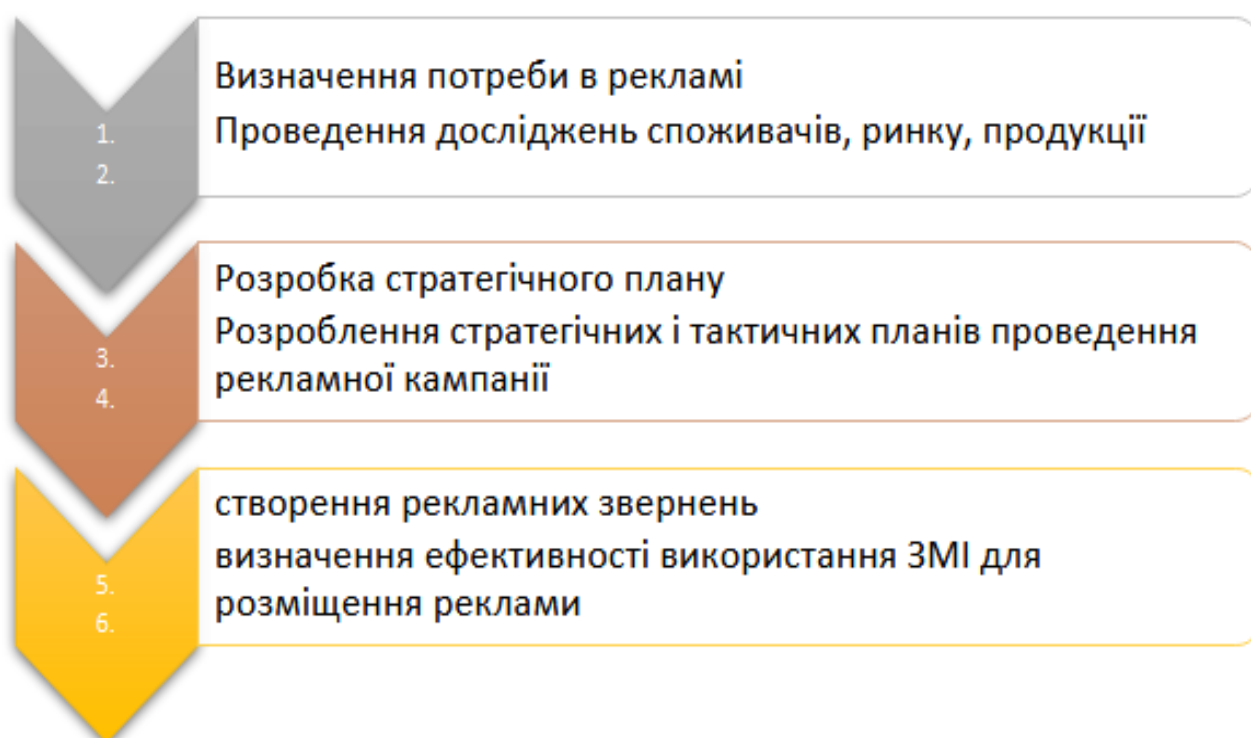 1.
2.
Визначення потреби в рекламі
Проведення досліджень споживачів, ринку, продукції
3.
4.
Розробка стратегічного плану
Розроблення стратегічних і тактичних планів проведення
рекламної кампанії
5.
6.
створення рекламних звернень
визначення ефективності використання ЗМІ для
розміщення реклами